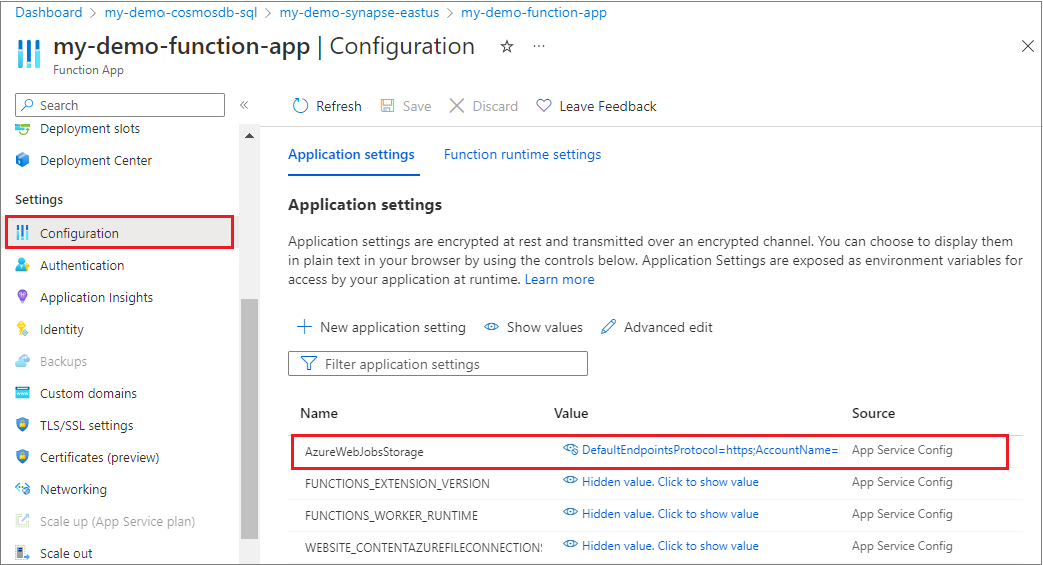 Dashboard > my-demo-cosmosdb-sql > my-demo-synapse-eastus > my-demo-function-app
my-demo-function-app | Configuration
Function App
Search
Deployment slots
Deployment Center
Settings
Configuration
Authentication
Application Insights
Identity
Backups
Custom domains
TLS/SSL settings
Certificates (preview)
Networking
Scale up (App Service plan)
Scale out
Refresh Save Discard Leave Feedback
Application settings Function runtime settings
Application settings
Application settings are encrypted at rest and transmitted over an encrypted channel. You can choose to display them
in plain text in your browser by using the controls below. Application Settings are exposed as environment variables for
access by your application at runtime. Learn more
New application setting Show values Advanced edit
Filter application settings
Name Value Source
AzureWebJobsStorage DefaultEndpointsProtocol=https;AccountName= App Service Config
FUNCTIONS_EXTENSION_VERSION Hidden value. Click to show value App Service Config
FUNCTIONS_WORKER_RUNTIME Hidden value. Click to show value App Service Config
WEBSITE_CONTENTAZUREFILECONNECTIONS Hidden value. Click to show value App Service Config